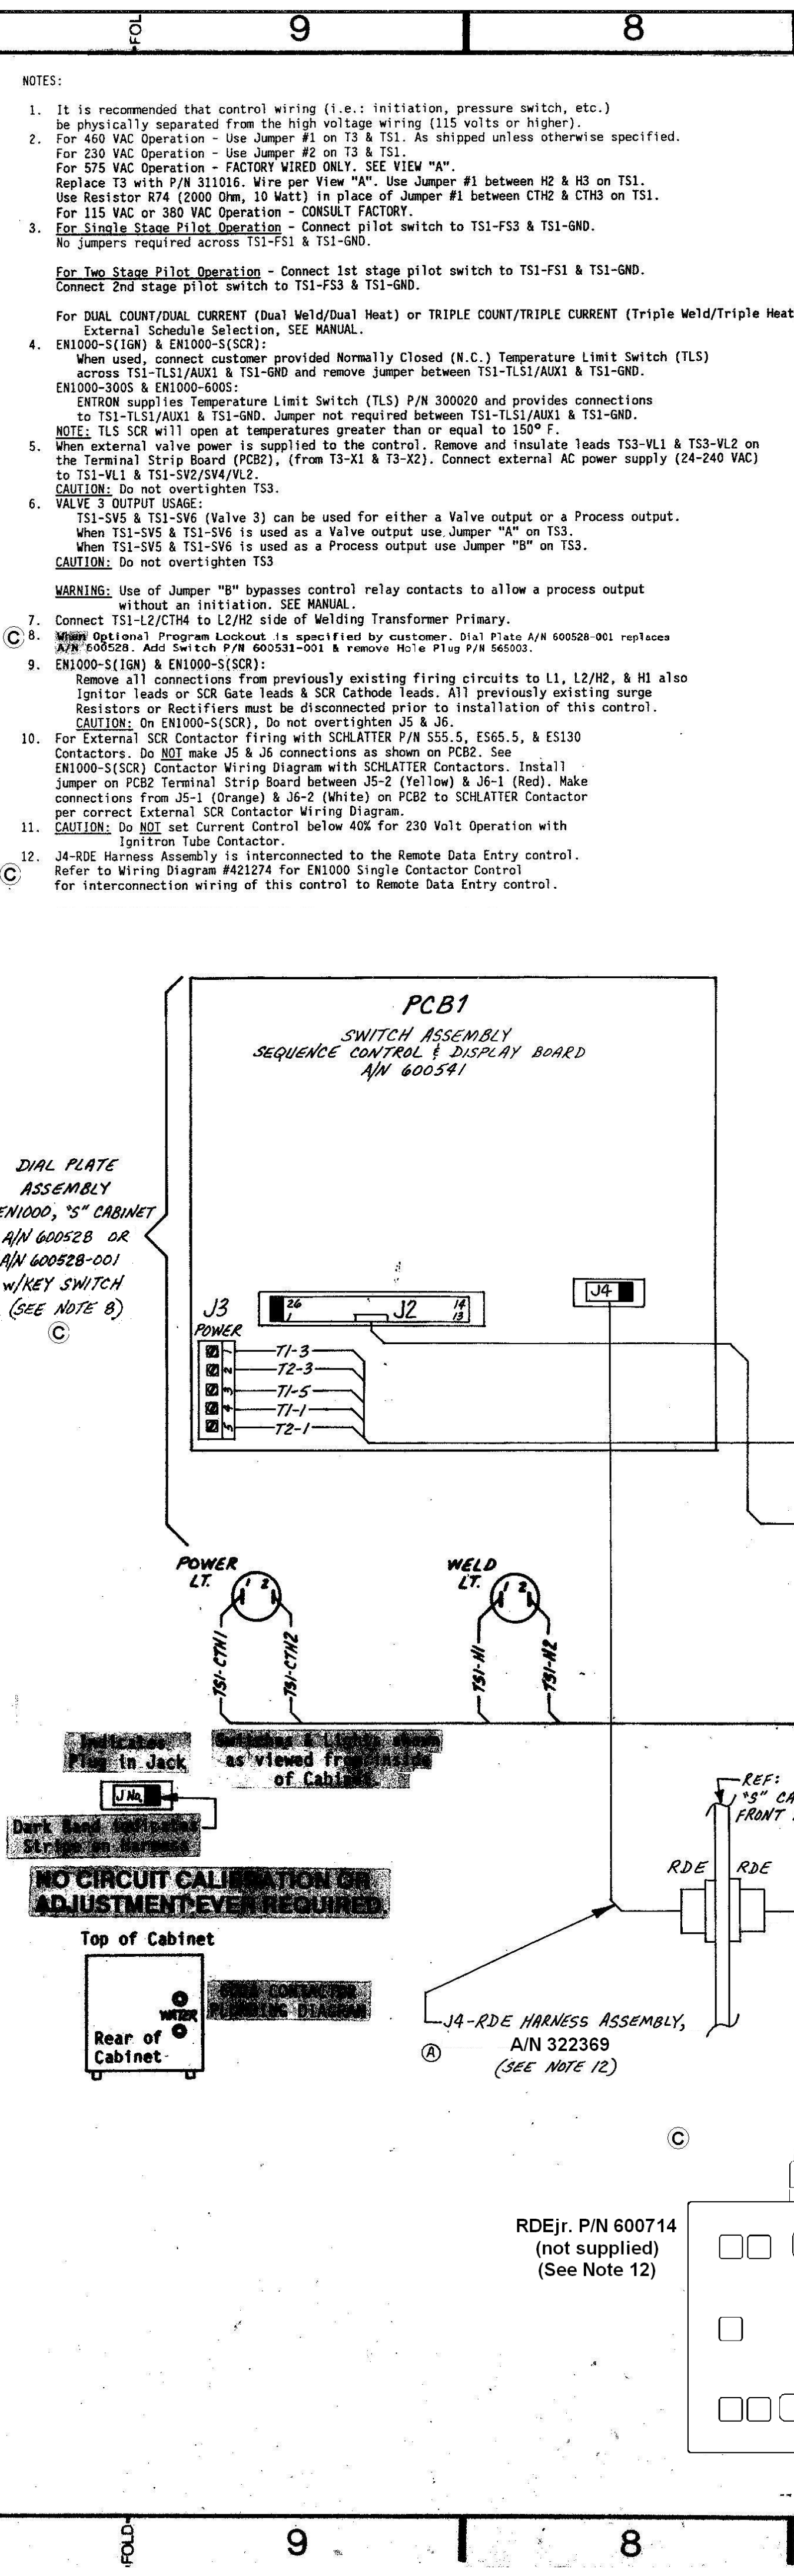 FOL
9
8
NOTES:
1. It is recommended that control wiring (i.e.: initiation, pressure switch, etc.)
be physically separated from the high voltage wiring (115 volts or higher).
2. For 460 VAC Operation - Use Jumper #1 on T3 & TS1. As shipped unless otherwise specified.
For 230 VAC Operation - Use Jumper #2 on T3 & TS1.
For 575 VAC Operation - FACTORY WIRED ONLY. SEE VIEW "A".
Replace T3 with P/N 311016. Wire per View "A". Use Jumper #1 between H2 & H3 on TS1.
Use Resistor R74 (2000 Ohm, 10 Watt) in place of Jumper #1 between CTH2 & CTH3 on TS1.
For 115 VAC or 380 VAC Operation - CONSULT FACTORY.
3. For Single Stage Pilot Operation - Connect pilot switch to TS1-FS3 & TS1-GND.
No jumpers required across TS1-FS1 & TS1-GND.
For Two Stage Pilot Operation - Connect 1st stage pilot switch to TS1-FS1 & TS1-GND.
Connect 2nd stage pilot switch to TS1-FS3 & TS1-GND.
For DUAL COUNT/DUAL CURRENT (Dual Weld/Dual Heat) or TRIPLE COUNT/TRIPLE CURRENT (Triple Weld/Triple Heat
External Schedule Selection, SEE MANUAL.
4. EN1000-S(IGN) & EN1000-S(SCR):
When used, connect customer provided Normally Closed (N.C.) Temperature Limit Switch (TLS)
across TS1-TLS1/AUX1 & TS1-GND and remove jumper between TS1-TLS1/AUX1 & TS1-GND.
EN1000-300S & EN1000-600S:
ENTRON supplies Temperature Limit Switch (TLS) P/N 300020 and provides connections
to TS1-TLS1/AUX1 & TS1-GND. Jumper not required between TS1-TLS1/AUX1 & TS1-GND.
NOTE: TLS SCR will open at temperatures greater than or equal to 150° F.
5. When external valve power is supplied to the control. Remove and insulate leads TS3-VL1 & TS3-VL2 on
the Terminal Strip Board (PCB2), (from T3-X1 & T3-X2). Connect external AC power supply (24-240 VAC)
to TS1-VL1 & TS1-SV2/SV4/VL2.
CAUTION: Do not overtighten TS3.
6. VALVE 3 OUTPUT USAGE:
TS1-SV5 & TS1-SV6 (Valve 3) can be used for either a Valve output or a Process output.
When TS1-SV5 & TS1-SV6 is used as a Valve output use Jumper "A" on TS3.
When TS1-SV5 & TS1-SV6 is used as a Process output use Jumper "B" on TS3.
CAUTION: Do not overtighten TS3
WARNING: Use of Jumper "B" bypasses control relay contacts to allow a process output
without an initiation. SEE MANUAL.
7. Connect TS1-L2/CTH4 to L2/H2 side of Welding Transformer Primary.
C 8. When Optional Program Lockout is specified by customer. Dial Plate A/N 600528-001 replaces
A/N 600528. Add Switch P/N 600531-001 & remove Hole Plug P/N 565003.
9. EN1000-S(IGN) & EN1000-S(SCR):
Remove all connections from previously existing firing circuits to L1, L2/H2, & H1 also
Ignitor leads or SCR Gate leads & SCR Cathode leads. All previously existing surge
Resistors or Rectifiers must be disconnected prior to installation of this control.
CAUTION: On EN1000-S(SCR), Do not overtighten J5 & J6.
10. For External SCR Contactor firing with SCHLATTER P/N S55.5, ES65.5, & ES130
Contactors. Do NOT make J5 & J6 connections as shown on PCB2. See
EN1000-S(SCR) Contactor Wiring Diagram with SCHLATTER Contactors. Install
jumper on PCB2 Terminal Strip Board between J5-2 (Yellow) & J6-1 (Red). Make
connections from J5-1 (Orange) & J6-2 (White) on PCB2 to SCHLATTER Contactor
per correct External SCR Contactor Wiring Diagram.
11. CAUTION: Do NOT set Current Control below 40% for 230 Volt Operation with
Ignitron Tube Contactor.
12. J4-RDE Harness Assembly is interconnected to the Remote Data Entry control.
C Refer to Wiring Diagram #421274 for EN1000 Single Contactor Control
for interconnection wiring of this control to Remote Data Entry control.
PCB1
SWITCH ASSEMBLY
SEQUENCE CONTROL & DISPLAY BOARD
A/N 600541
DIAL PLATE
ASSEMBLY
EN1000, "S" CABINET
A/N 600528 OR
A/N 600528-001
W/KEY SWITCH
(SEE NOTE 8)
C
J3
POWER
26
1
J2
14
13
J4
1 T1-3
2 T2-3
3 T1-5
4 T1-1
5 T2-1
POWER
LT.
1 2
TS1-CTH1
TS1-CTH2
WELD
LT.
1 2
TS1-H1
TS1-H2
Indicates
Plug in Jack
Switches & Lights shown
as viewed from inside
of Cabinet.
J No.
Dark Band indicates
Stripe on Harness
NO CIRCUIT CALIBRATION OR
ADJUSTMENT EVER REQUIRED.
REF:
"S" CA
FRONT
RDE
RDE
Top of Cabinet
WATER
Rear of
Cabinet
CONTACTOR
PLUMBING DIAGRAM
J4-RDE HARNESS ASSEMBLY,
A/N 322369
(SEE NOTE 12)
A
C
RDEjr. P/N 600714
(not supplied)
(See Note 12)
FOLD
9
8